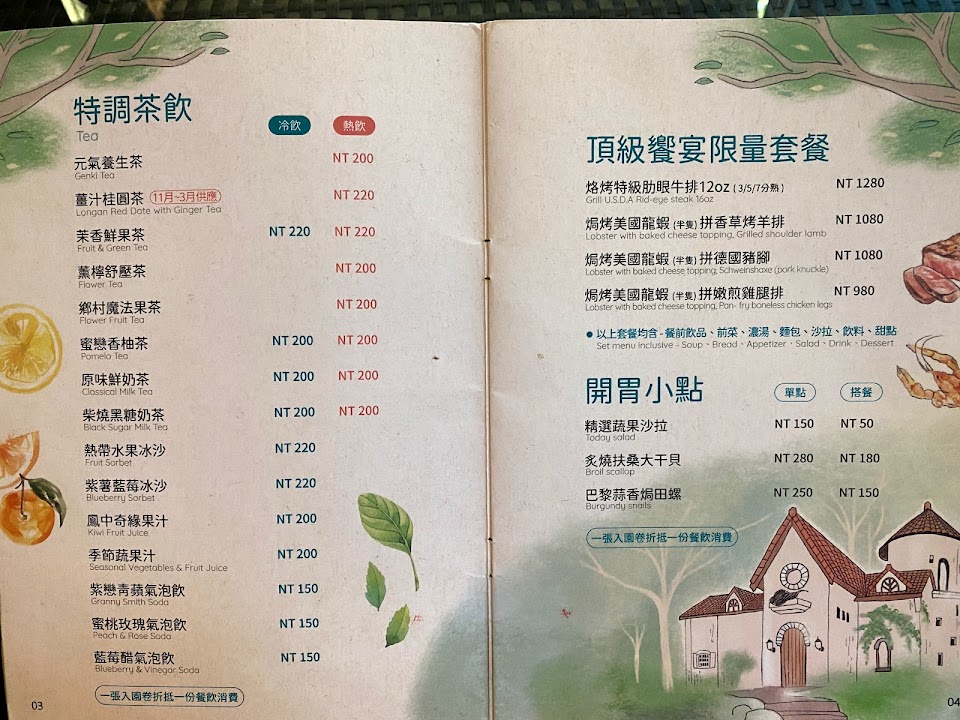 特調茶飲
Tea
冷飲 熱飲
元氣養生茶 NT 200
Genki Tea
薑汁桂圓茶 11月~3月供應 NT 220
Longan Red Date with Ginger Tea
茉香鮮果茶 NT 220 NT 220
Fruit & Green Tea
薰檸舒壓茶 NT 200
Flower Tea
鄉村魔法果茶 NT 200
Flower Fruit Tea
蜜戀香柚茶 NT 200 NT 200
Pomelo Tea
原味鮮奶茶 NT 200 NT 200
Classical Milk Tea
柴燒黑糖奶茶 NT 200 NT 200
Black Sugar Milk Tea
熱帶水果冰沙 NT 220
Fruit Sorbet
紫薯藍莓冰沙 NT 220
Blueberry Sorbet
鳳中奇緣果汁 NT 200
Kiwi Fruit Juice
季節蔬果汁 NT 200
Seasonal Vegetables & Fruit Juice
紫戀青蘋氣泡飲 NT 150
Granny Smith Soda
蜜桃玫瑰氣泡飲 NT 150
Peach & Rose Soda
藍莓醋氣泡飲 NT 150
Blueberry & Vinegar Soda
一張入園卷折抵一份餐飲消費
03
頂級饗宴限量套餐
烙烤特級肋眼牛排12oz (3/5/7分熟) NT 1280
Grill U.S.D.A Rid-eye steak 16oz
焗烤美國龍蝦 (半隻) 拼香草烤羊排 NT 1080
Lobster with baked cheese topping, Grilled shoulder lamb
焗烤美國龍蝦 (半隻) 拼德國豬腳 NT 1080
Lobster with baked cheese topping, Schweinshaxe (pork knuckle)
焗烤美國龍蝦 (半隻) 拼嫩煎雞腿排 NT 980
Lobster with baked cheese topping, Pan- fry boneless chicken legs
● 以上套餐均含 - 餐前飲品、前菜、濃湯、麵包、沙拉、飲料、甜點
Set menu inclusive - Soup、Bread、Appetizer、Salad、Drink、Dessert
開胃小點 單點 搭餐
精選蔬果沙拉 NT 150 NT 50
Today salad
炙燒扶桑大干貝 NT 280 NT 180
Broil scallop
巴黎蒜香焗田螺 NT 250 NT 150
Burgundy snails
一張入園卷折抵一份餐飲消費
04